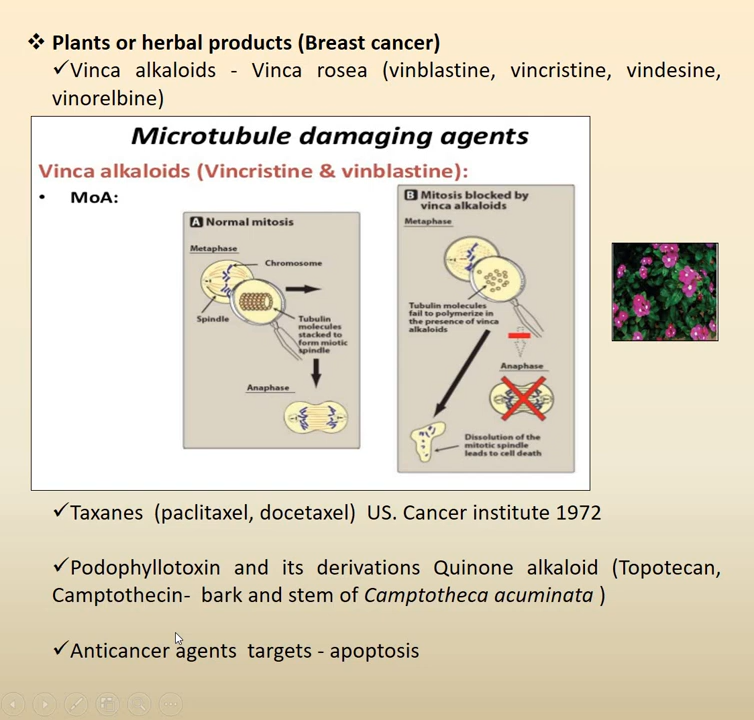 ❖ Plants or herbal products (Breast cancer)
✓Vinca alkaloids - Vinca rosea (vinblastine, vincristine, vindesine,
vinorelbine)
Microtubule damaging agents
Vinca alkaloids (Vincristine & vinblastine):
• MoA:
A Normal mitosis
Metaphase
Chromosome
Spindle
Tubulin
molecules
stacked to
form miotic
spindle
Anaphase
B Mitosis blocked by
vinca alkaloids
Metaphase
Tubulin molecules
fail to polymerize in
the presence of vinca
alkaloids
Anaphase
Dissolution of the
mitotic spindle
leads to cell death
✓Taxanes (paclitaxel, docetaxel) US. Cancer institute 1972
✓Podophyllotoxin and its derivations Quinone alkaloid (Topotecan,
Camptothecin- bark and stem of Camptotheca acuminata )
✓Anticancer agents targets - apoptosis